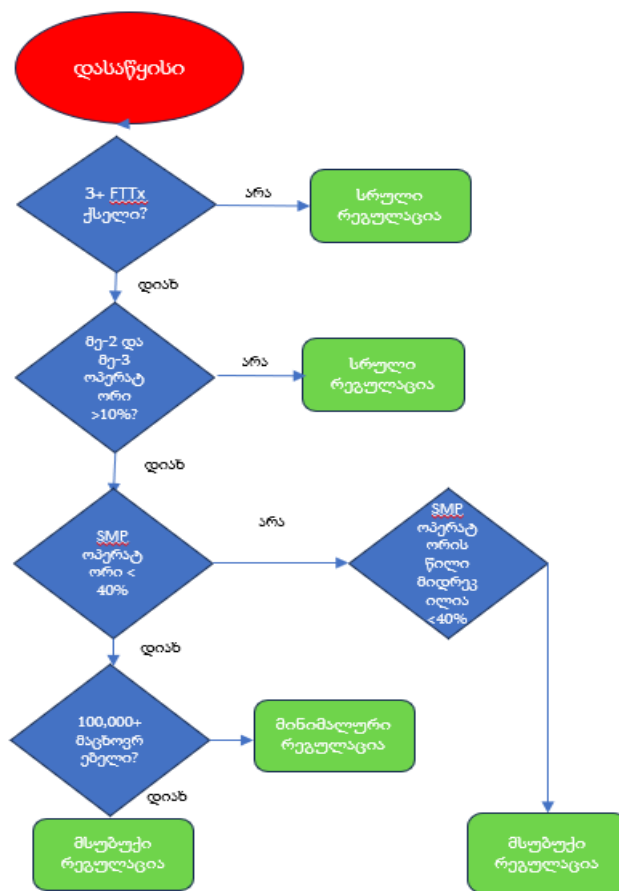 დასაწყისი
3+ FTTx
ქსელი?
არა
სრული
რეგულაცია
დიახ
მე-2 და
მე-3
ოპერატ
ორი
>10%?
არა
სრული
რეგულაცია
დიახ
SMP
ოპერატ
ორი <
40%
არა
SMP
ოპერატ
ორის
წილი
მიდრეკ
ილია
<40%
დიახ
100,000+
მაცხოვრ
ებელი?
მინიმალური
რეგულაცია
დიახ
მსუბუქი
რეგულაცია
მსუბუქი
რეგულაცია